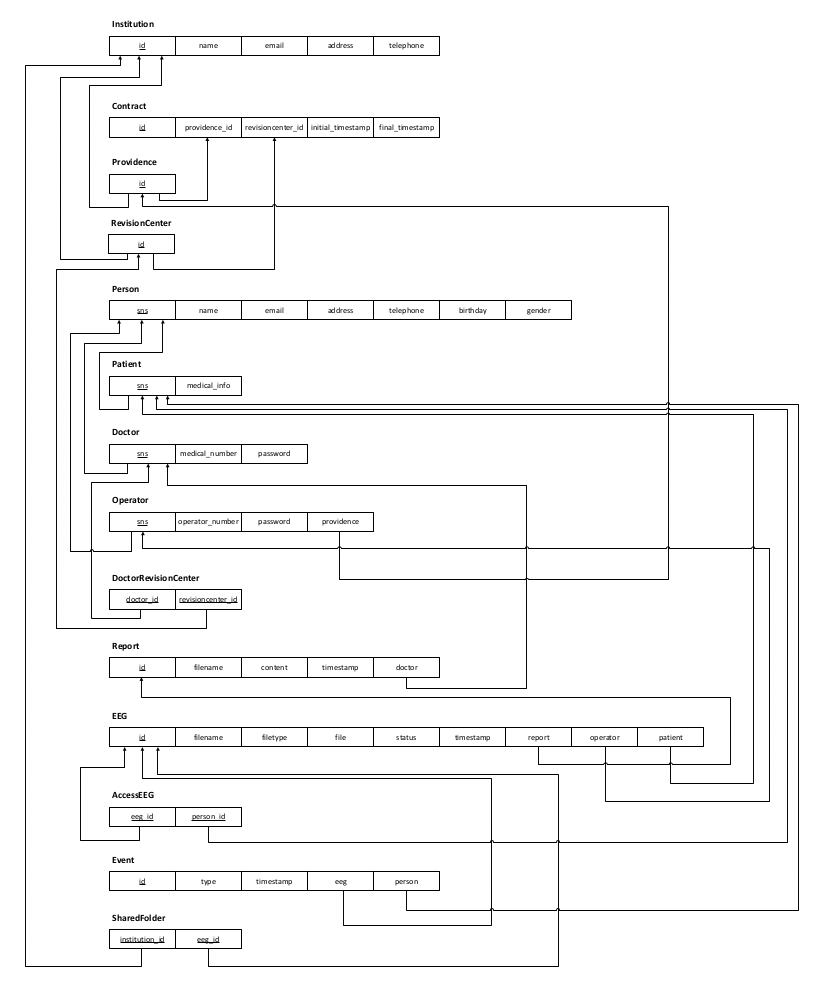 Institution
id name email address telephone
Contract
id providence_id revisioncenter_id initial_timestamp final_timestamp
Providence
id
RevisionCenter
id
Person
sns name email address telephone birthday gender
Patient
sns medical_info
Doctor
sns medical_number password
Operator
sns operator_number password providence
DoctorRevisionCenter
doctor_id revisioncenter_id
Report
id filename content timestamp doctor
EEG
id filename filetype file status timestamp report operator patient
AccessEEG
eeg_id person_id
Event
id type timestamp eeg person
SharedFolder
institution_id eeg_id